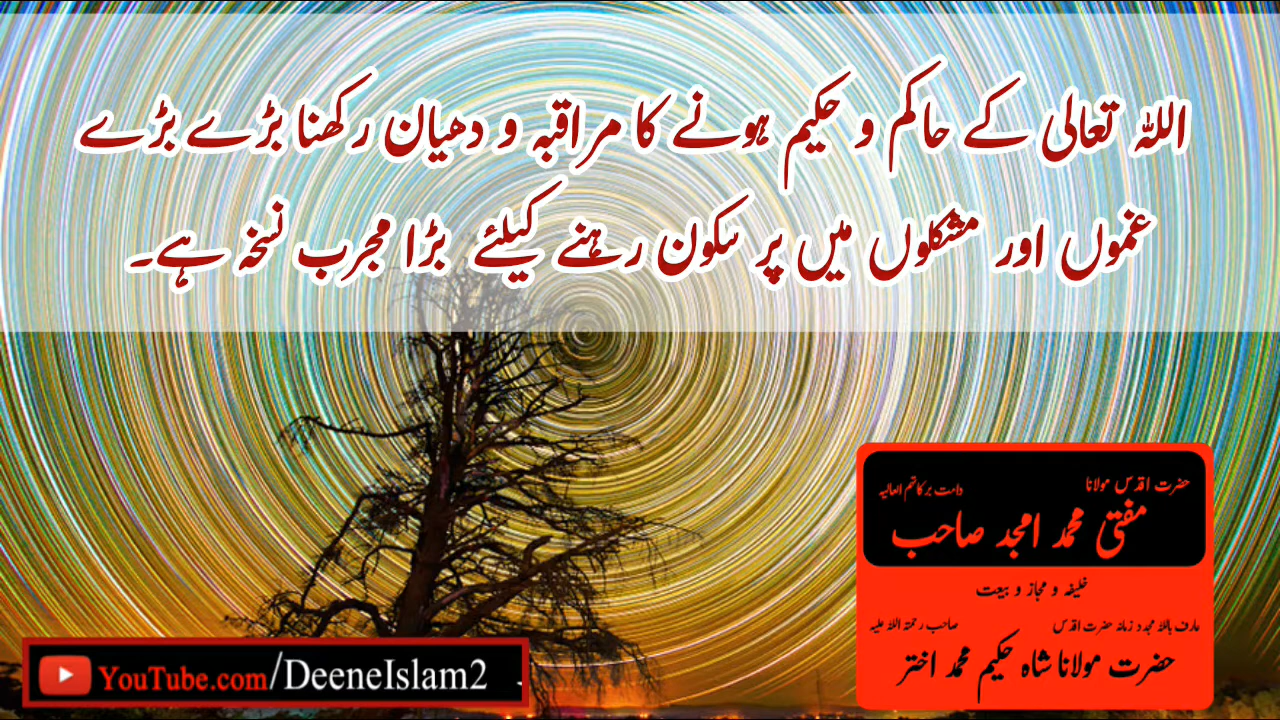 اللہ تعالی کے حاکم و حکیم ہونے کا مراقبہ و دھیان رکھنا بڑے بڑے
غموں اور مشکلوں میں پر سکون رہنے کیلئے بڑا مجرب نسخہ ہے۔
حضرت اقدس مولانا دامت برکاتہم العالیہ
مفتی محمد امجد صاحب
خلیفہ و مجاز و بیعت
عارف باللہ مجدد زمانہ حضرت اقدس صاحب رحمتہ اللہ علیہ
حضرت مولانا شاہ حکیم محمد اختر
YouTube.com/DeeneIslam2